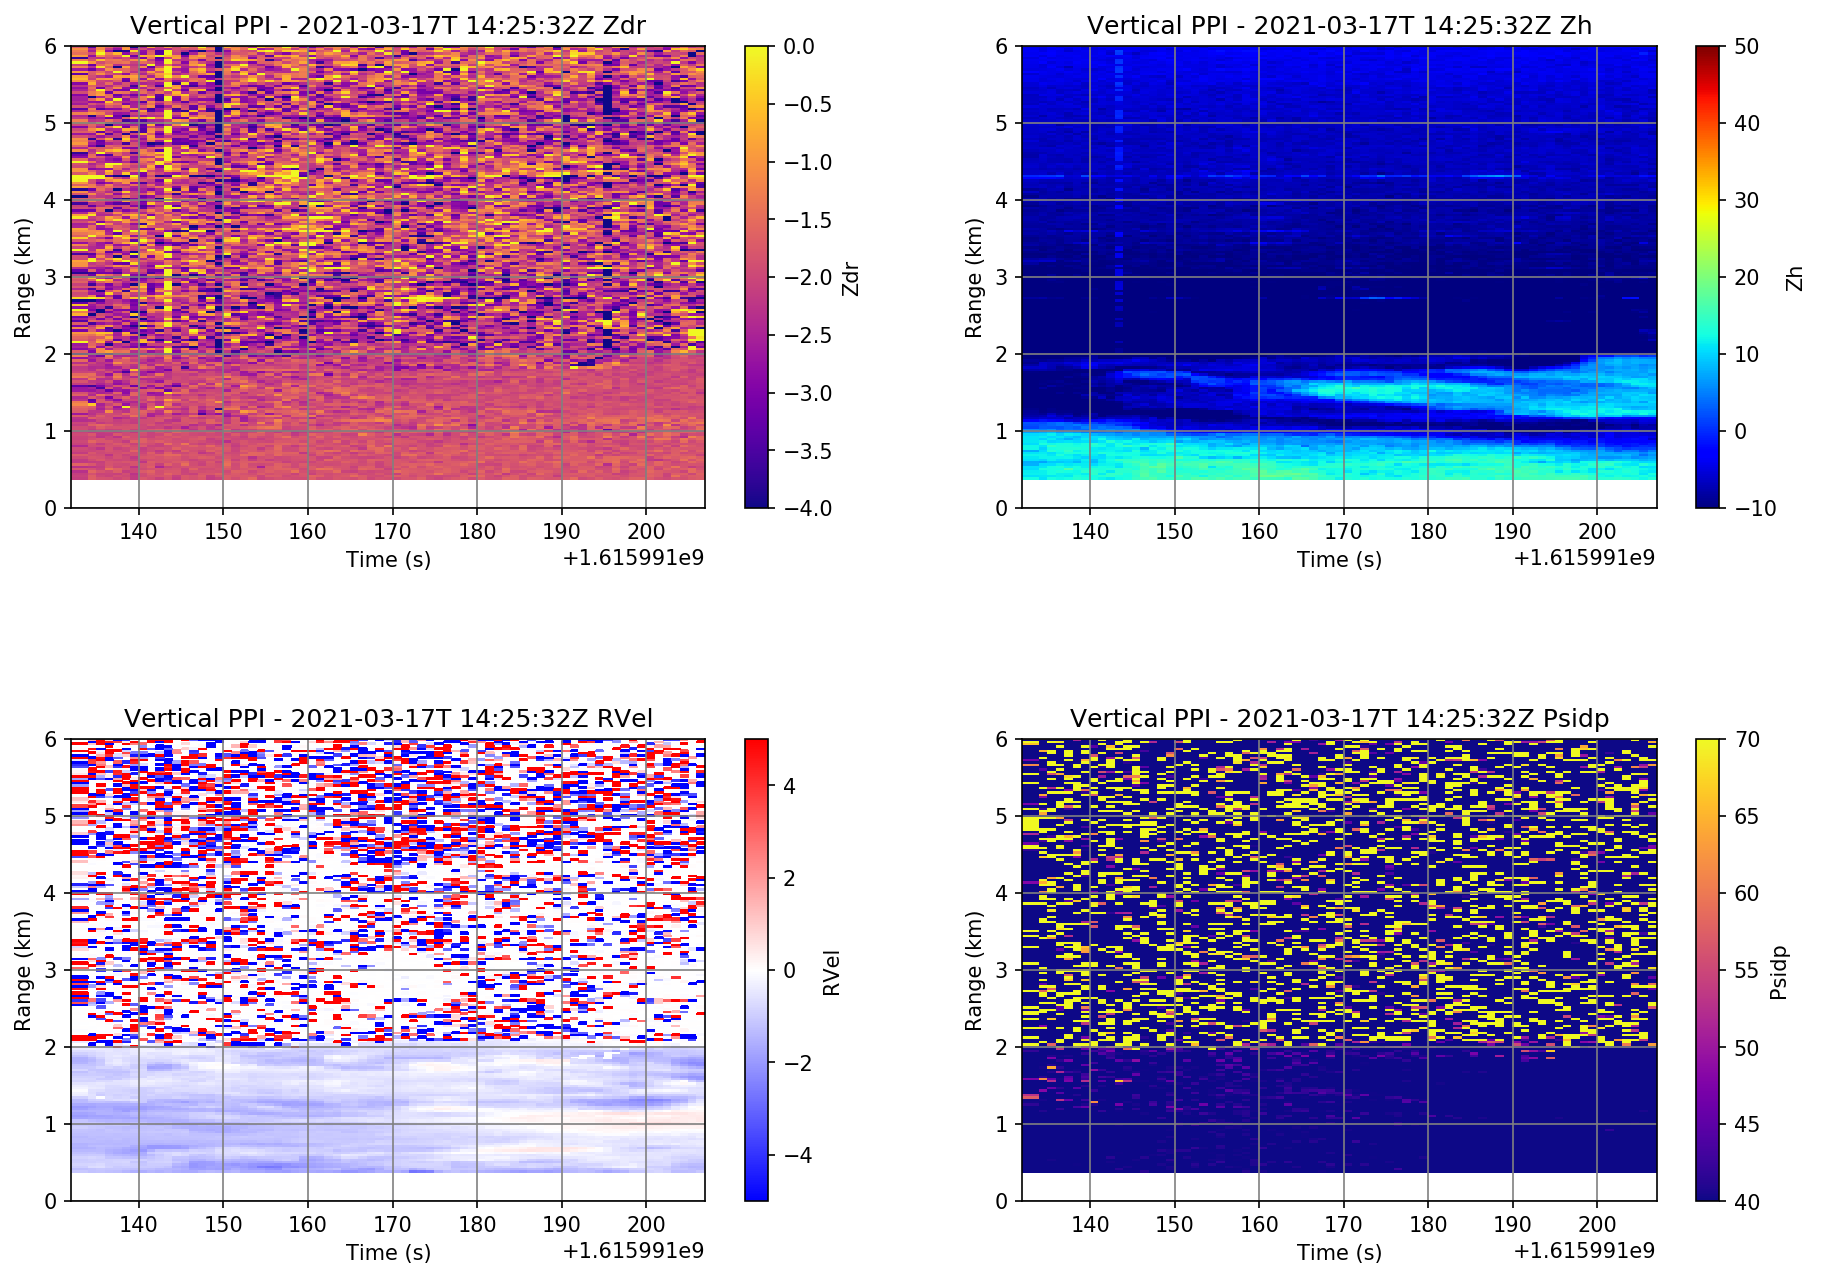 Vertical PPI - 2021-03-17T 14:25:32Z Zdr
6
5
4
3
2
1
0
Range (km)
140 150 160 170 180 190 200
Time (s)
+1.615991e9
0.0
−0.5
−1.0
−1.5
−2.0
−2.5
−3.0
−3.5
−4.0
Zdr
Vertical PPI - 2021-03-17T 14:25:32Z Zh
6
5
4
3
2
1
0
Range (km)
140 150 160 170 180 190 200
Time (s)
+1.615991e9
50
40
30
20
10
0
−10
Zh
Vertical PPI - 2021-03-17T 14:25:32Z RVel
6
5
4
3
2
1
0
Range (km)
140 150 160 170 180 190 200
Time (s)
+1.615991e9
4
2
0
−2
−4
RVel
Vertical PPI - 2021-03-17T 14:25:32Z Psidp
6
5
4
3
2
1
0
Range (km)
140 150 160 170 180 190 200
Time (s)
+1.615991e9
70
65
60
55
50
45
40
Psidp